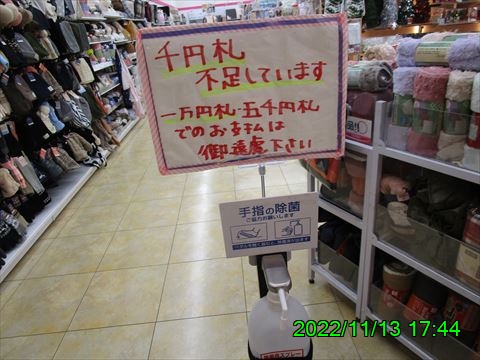 千円札
不足しています
一万円札・五千円札
でのお支払は
御遠慮下さい
手指の除菌
ご協力お願いします
2022/11/13 17:44